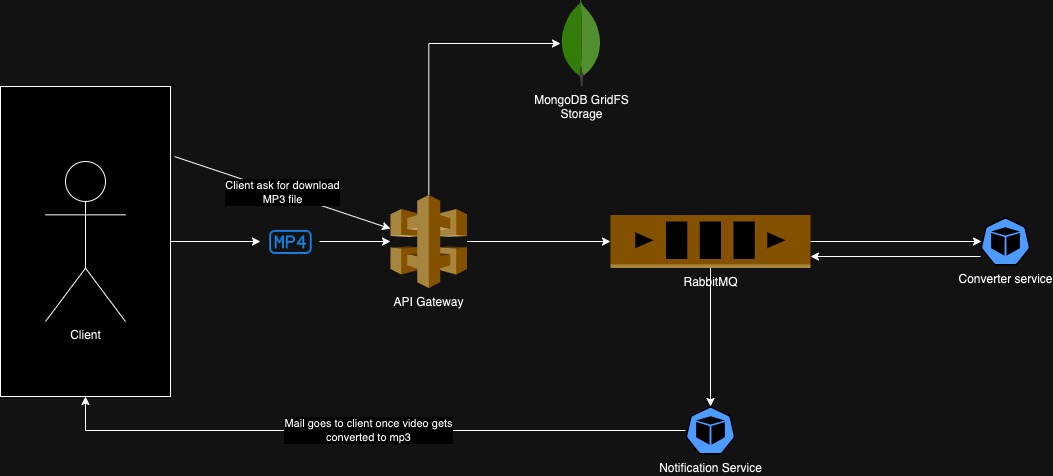 MongoDB GridFS
Storage
Client ask for download
MP3 file
MP4
API Gateway
RabbitMQ
Converter service
Client
Mail goes to client once video gets
converted to mp3
Notification Service